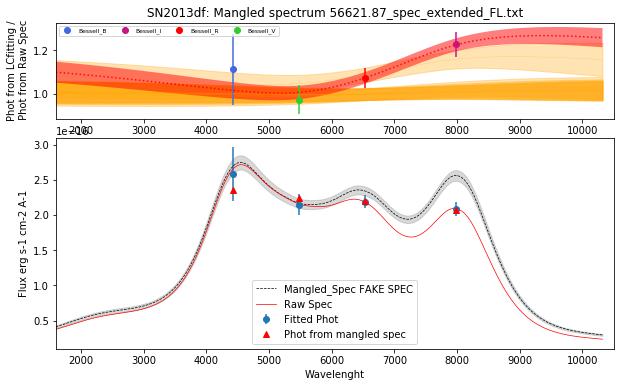 SN2013df: Mangled spectrum 56621.87_spec_extended_FL.txt
Phot from LCfitting /
Phot from Raw Spec
Bessell_B Bessell_I Bessell_R Bessell_V
1.2
1.0
2000 3000 4000 5000 6000 7000 8000 9000 10000
1e−16
Flux erg s-1 cm-2 A-1
3.0
2.5
2.0
1.5
1.0
0.5
Mangled_Spec FAKE SPEC
Raw Spec
Fitted Phot
Phot from mangled spec
2000 3000 4000 5000 6000 7000 8000 9000 10000
Wavelenght